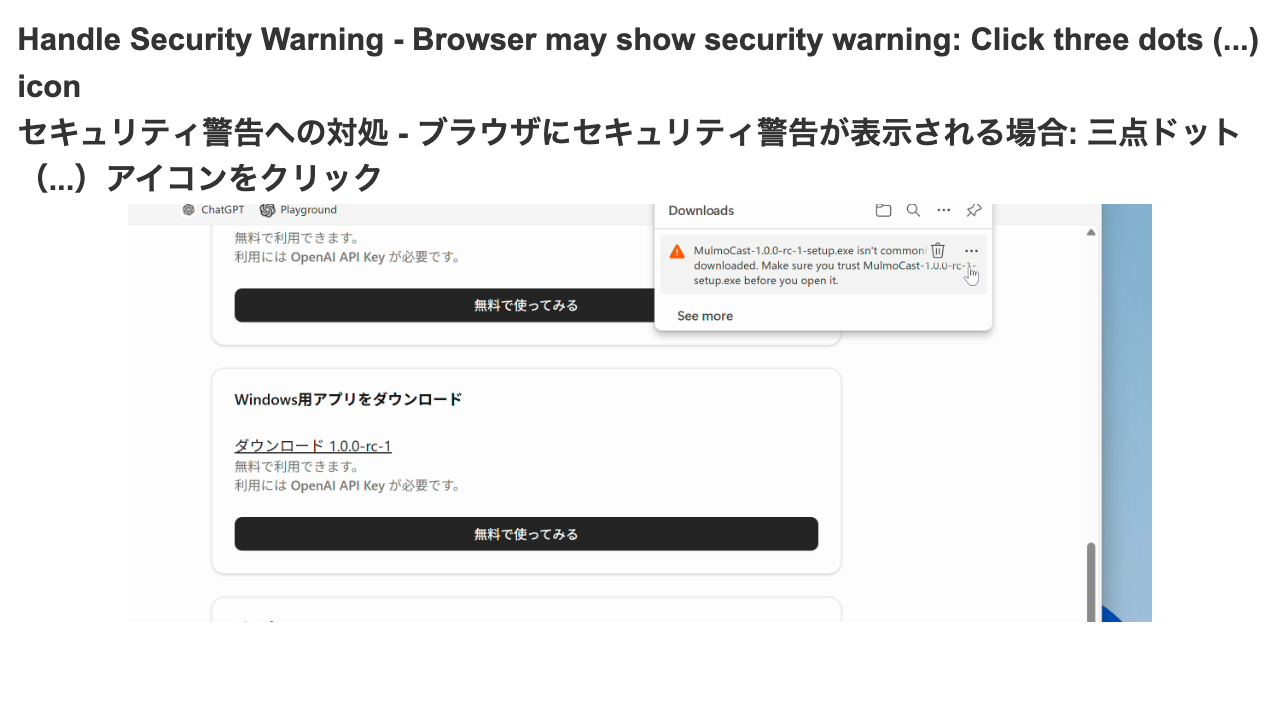 Handle Security Warning - Browser may show security warning: Click three dots (...)
icon
セキュリティ警告への対処 - ブラウザにセキュリティ警告が表示される場合: 三点ドット
（...）アイコンをクリック
ChatGPT Playground
Downloads
無料で利用できます。
利用には OpenAI API Key が必要です。
MulmoCast-1.0.0-rc-1-setup.exe isn't common
downloaded. Make sure you trust MulmoCast-1.0.0-rc-1-
setup.exe before you open it.
無料で使ってみる
See more
Windows用アプリをダウンロード
ダウンロード 1.0.0-rc-1
無料で利用できます。
利用には OpenAI API Key が必要です。
無料で使ってみる